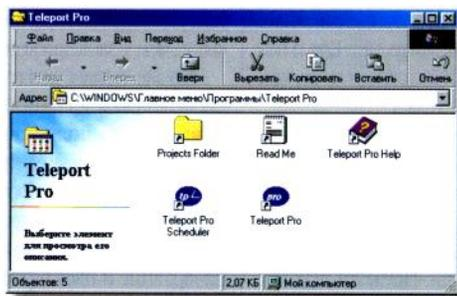 Teleport Pro
Файл Правка Вид Переход Избранное Справка
Назад Вперед Вверх Вырезать Копировать Вставить Отмен
Адрес C:\WINDOWS\Главное меню\Программы\Teleport Pro
Teleport
Pro
Выберите элемент
для просмотра его
описания.
Projects Folder Read Me Teleport Pro Help
Teleport Pro
Scheduler
Teleport Pro
Объектов: 5 2,07 КБ Мой компьютер